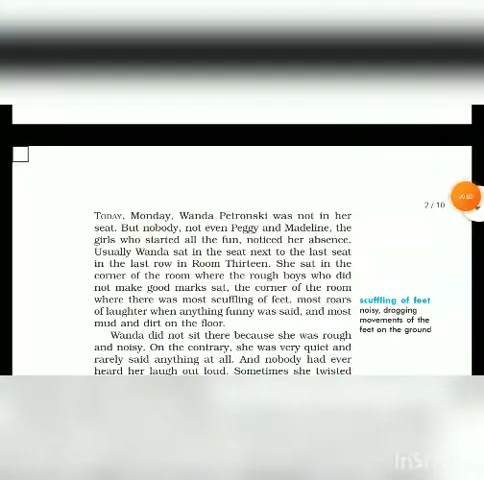 2 / 10
TODAY, Monday, Wanda Petronski was not in her
seat. But nobody, not even Peggy and Madeline, the
girls who started all the fun, noticed her absence.
Usually Wanda sat in the seat next to the last seat
in the last row in Room Thirteen. She sat in the
corner of the room where the rough boys who did
not make good marks sat, the corner of the room
where there was most scuffling of feet, most roars
of laughter when anything funny was said, and most
mud and dirt on the floor.
scuffling of feet
noisy, dragging
movements of the
feet on the ground
Wanda did not sit there because she was rough
and noisy. On the contrary, she was very quiet and
rarely said anything at all. And nobody had ever
heard her laugh out loud. Sometimes she twisted